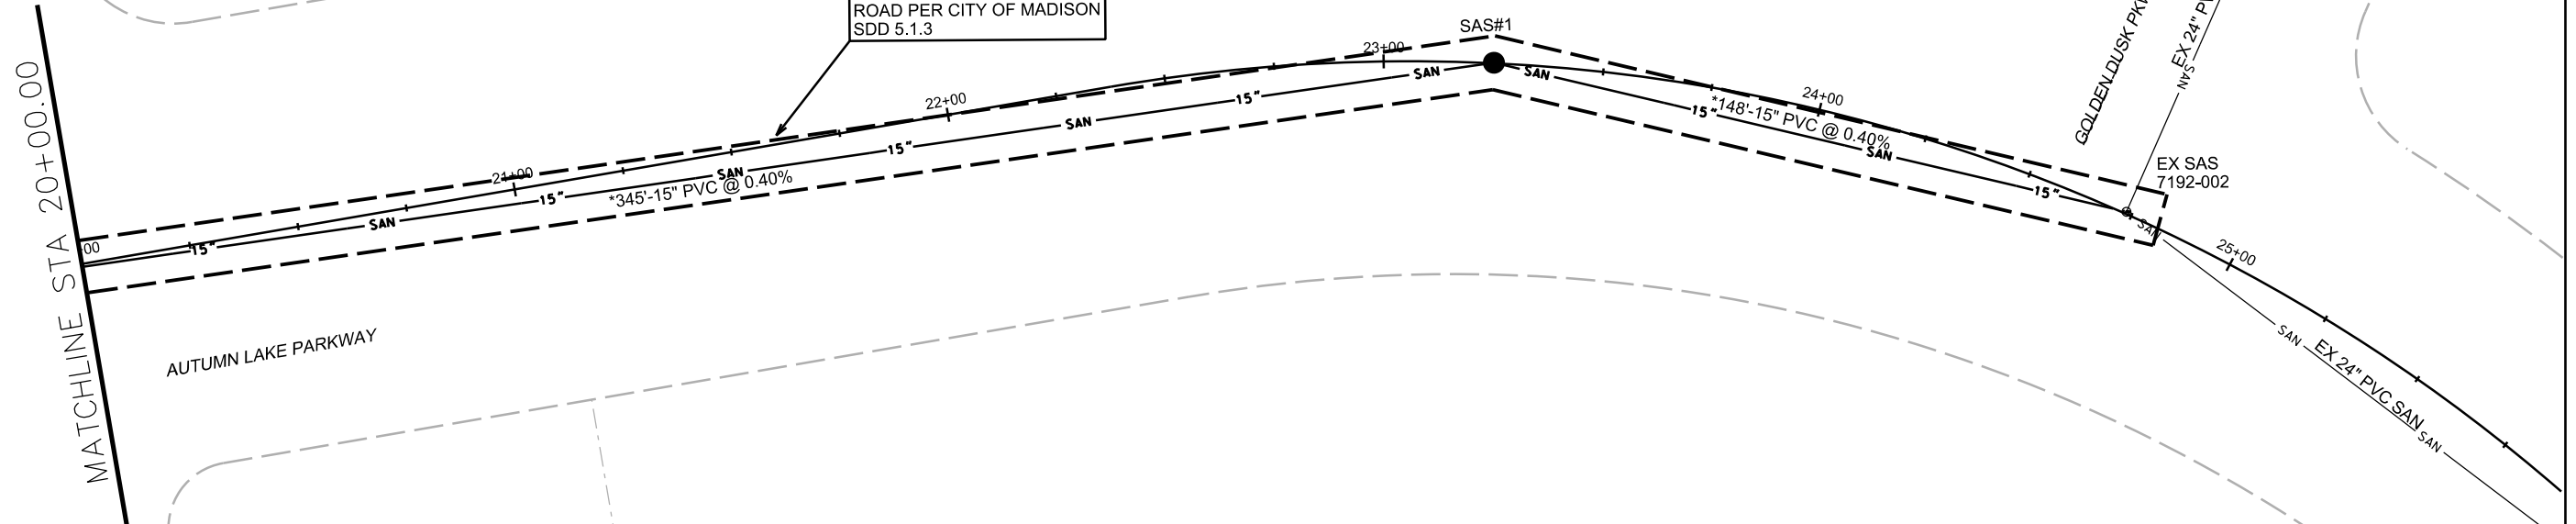 ROAD PER CITY OF MADISON
SDD 5.1.3
SAS#1
23+00
22+00
21+00
00
24+00
25+00
MATCHLINE STA 20+00.00
15"
SAN
15"
SAN
15"
SAN
15"
SAN
*345'-15" PVC @ 0.40%
SAN
15"
SAN
15"
*148'-15" PVC @ 0.40%
GOLDEN DUSK
EX 24"
SAN
EX SAS
7192-002
SAN
SAN
EX 24" PVC SAN
SAN
AUTUMN LAKE PARKWAY